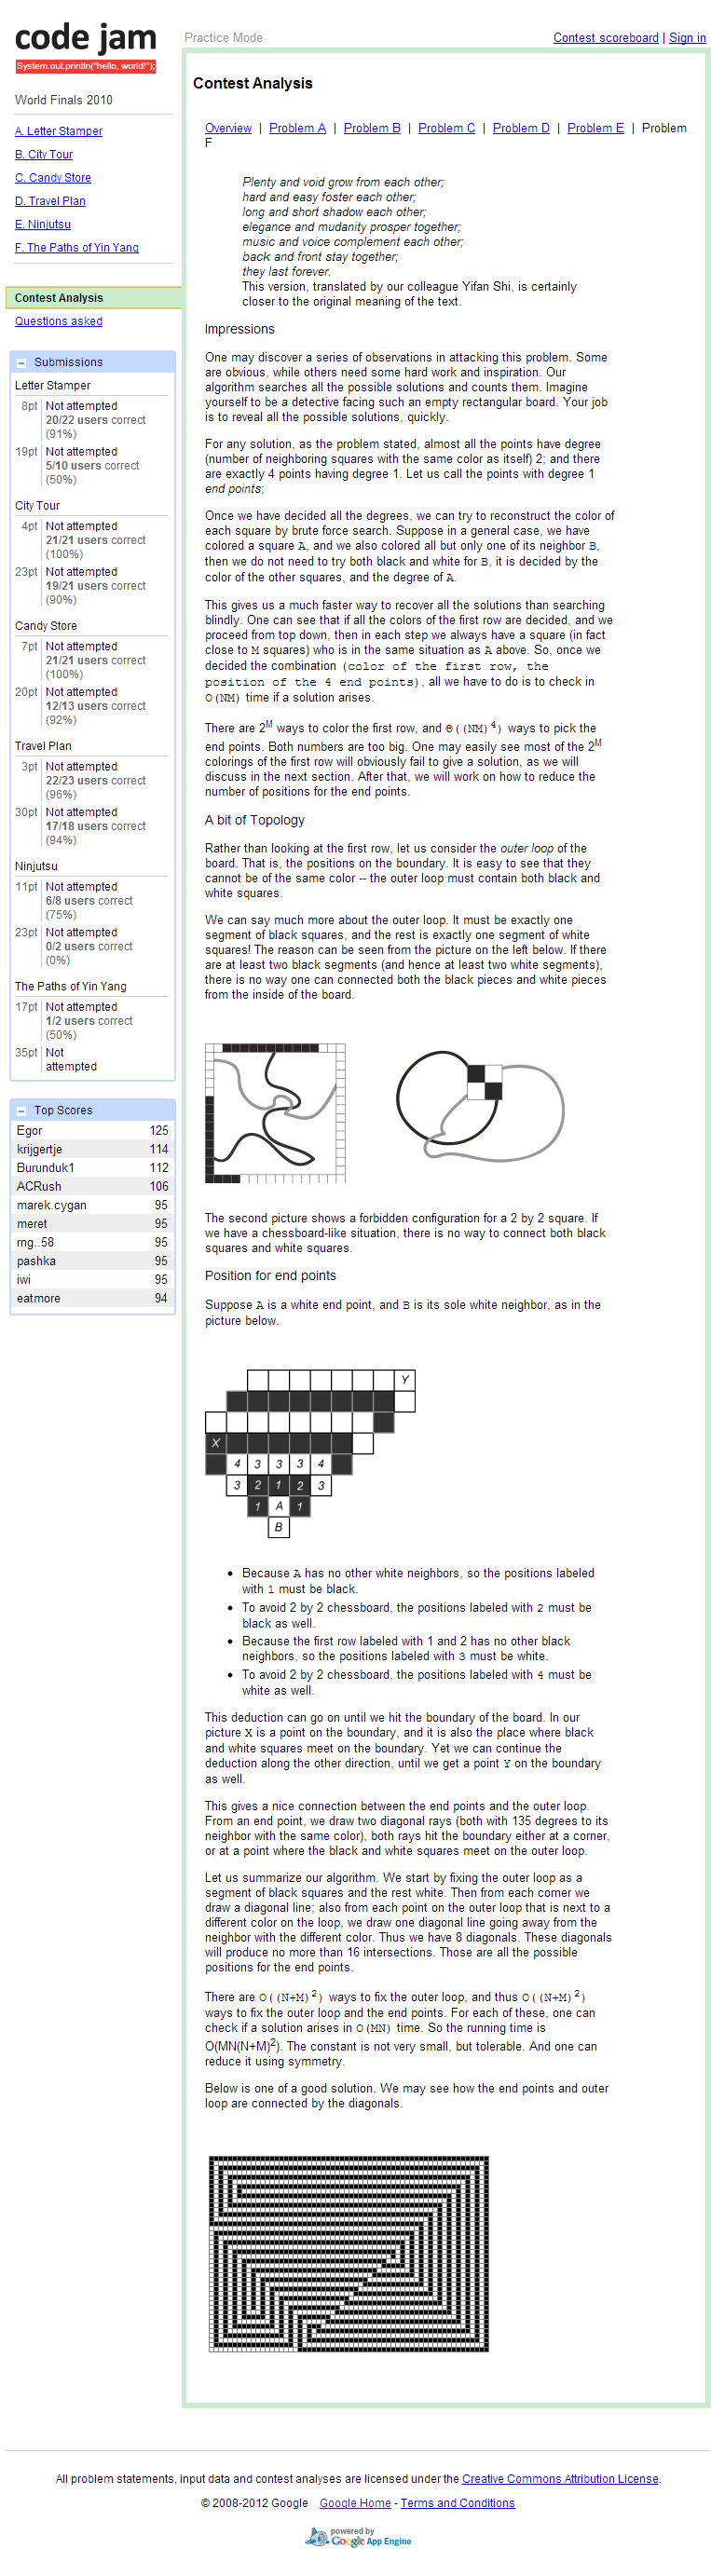 code jam
System.out.println("hello, world!");
Practice Mode
Contest scoreboard | Sign in
World Finals 2010
A. Letter Stamper
B. City Tour
C. Candy Store
D. Travel Plan
E. Ninjutsu
F. The Paths of Yin Yang
Contest Analysis
Questions asked
Submissions
Letter Stamper
8pt Not attempted
20/22 users correct
(91%)
19pt Not attempted
5/10 users correct
(50%)
City Tour
4pt Not attempted
21/21 users correct
(100%)
23pt Not attempted
19/21 users correct
(90%)
Candy Store
7pt Not attempted
21/21 users correct
(100%)
20pt Not attempted
12/13 users correct
(92%)
Travel Plan
3pt Not attempted
22/23 users correct
(96%)
30pt Not attempted
17/18 users correct
(94%)
Ninjutsu
11pt Not attempted
6/8 users correct
(75%)
23pt Not attempted
0/2 users correct
(0%)
The Paths of Yin Yang
17pt Not attempted
1/2 users correct
(50%)
35pt Not
attempted
Top Scores
Egor 125
krijgertje 114
Burunduk1 112
ACRush 106
marek.cygan 95
meret 95
rng..58 95
pashka 95
iwi 95
eatmore 94
Contest Analysis
Overview | Problem A | Problem B | Problem C | Problem D | Problem E | Problem
F
Plenty and void grow from each other;
hard and easy foster each other;
long and short shadow each other;
elegance and mudanity prosper together;
music and voice complement each other;
back and front stay together;
they last forever.
This version, translated by our colleague Yifan Shi, is certainly
closer to the original meaning of the text.
Impressions
One may discover a series of observations in attacking this problem. Some
are obvious, while others need some hard work and inspiration. Our
algorithm searches all the possible solutions and counts them. Imagine
yourself to be a detective facing such an empty rectangular board. Your job
is to reveal all the possible solutions, quickly.
For any solution, as the problem stated, almost all the points have degree
(number of neighboring squares with the same color as itself) 2; and there
are exactly 4 points having degree 1. Let us call the points with degree 1
end points;
Once we have decided all the degrees, we can try to reconstruct the color of
each square by brute force search. Suppose in a general case, we have
colored a square A, and we also colored all but only one of its neighbor B,
then we do not need to try both black and white for B, it is decided by the
color of the other squares, and the degree of A.
This gives us a much faster way to recover all the solutions than searching
blindly. One can see that if all the colors of the first row are decided, and we
proceed from top down, then in each step we always have a square (in fact
close to M squares) who is in the same situation as A above. So, once we
decided the combination (color of the first row, the
position of the 4 end points), all we have to do is to check in
O(NM) time if a solution arises.
There are 2^M ways to color the first row, and Θ((NM)^4) ways to pick the
end points. Both numbers are too big. One may easily see most of the 2^M
colorings of the first row will obviously fail to give a solution, as we will
discuss in the next section. After that, we will work on how to reduce the
number of positions for the end points.
A bit of Topology
Rather than looking at the first row, let us consider the outer loop of the
board. That is, the positions on the boundary. It is easy to see that they
cannot be of the same color -- the outer loop must contain both black and
white squares.
We can say much more about the outer loop. It must be exactly one
segment of black squares, and the rest is exactly one segment of white
squares! The reason can be seen from the picture on the left below. If there
are at least two black segments (and hence at least two white segments),
there is no way one can connected both the black pieces and white pieces
from the inside of the board.
The second picture shows a forbidden configuration for a 2 by 2 square. If
we have a chessboard-like situation, there is no way to connect both black
squares and white squares.
Position for end points
Suppose A is a white end point, and B is its sole white neighbor, as in the
picture below.
Y
X
4 3 3 3 4
3 2 1 2 3
1 A 1
B
• Because A has no other white neighbors, so the positions labeled
with 1 must be black.
• To avoid 2 by 2 chessboard, the positions labeled with 2 must be
black as well.
• Because the first row labeled with 1 and 2 has no other black
neighbors, so the positions labeled with 3 must be white.
• To avoid 2 by 2 chessboard, the positions labeled with 4 must be
white as well.
This deduction can go on until we hit the boundary of the board. In our
picture X is a point on the boundary, and it is also the place where black
and white squares meet on the boundary. Yet we can continue the
deduction along the other direction, until we get a point Y on the boundary
as well.
This gives a nice connection between the end points and the outer loop.
From an end point, we draw two diagonal rays (both with 135 degrees to its
neighbor with the same color), both rays hit the boundary either at a corner,
or at a point where the black and white squares meet on the outer loop.
Let us summarize our algorithm. We start by fixing the outer loop as a
segment of black squares and the rest white. Then from each corner we
draw a diagonal line; also from each point on the outer loop that is next to a
different color on the loop, we draw one diagonal line going away from the
neighbor with the different color. Thus we have 8 diagonals. These diagonals
will produce no more than 16 intersections. Those are all the possible
positions for the end points.
There are O((N+M)^2) ways to fix the outer loop, and thus O((N+M)^2)
ways to fix the outer loop and the end points. For each of these, one can
check if a solution arises in O(MN) time. So the running time is
O(MN(N+M)^2). The constant is not very small, but tolerable. And one can
reduce it using symmetry.
Below is one of a good solution. We may see how the end points and outer
loop are connected by the diagonals.
All problem statements, input data and contest analyses are licensed under the Creative Commons Attribution License.
© 2008-2012 Google Google Home - Terms and Conditions
powered by
Google App Engine